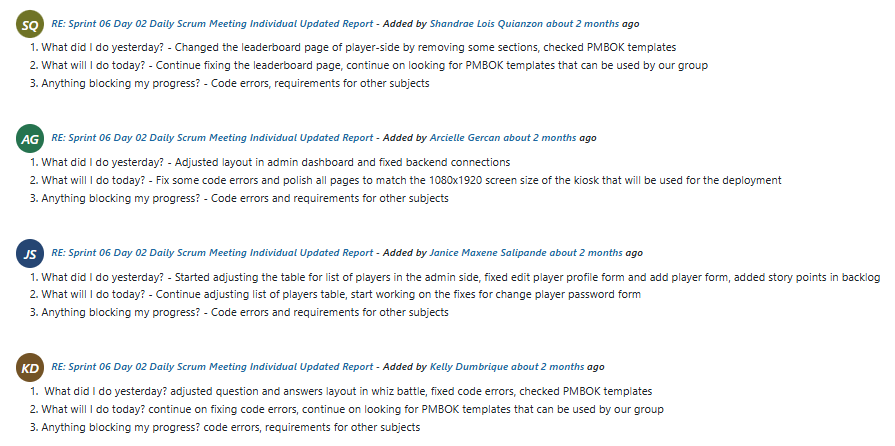 SQ RE: Sprint 06 Day 02 Daily Scrum Meeting Individual Updated Report - Added by Shandrae Lois Quianzon about 2 months ago
1. What did I do yesterday? - Changed the leaderboard page of player-side by removing some sections, checked PMBOK templates
2. What will I do today? - Continue fixing the leaderboard page, continue on looking for PMBOK templates that can be used by our group
3. Anything blocking my progress? - Code errors, requirements for other subjects
AG RE: Sprint 06 Day 02 Daily Scrum Meeting Individual Updated Report - Added by Arcielle Gercan about 2 months ago
1. What did I do yesterday? - Adjusted layout in admin dashboard and fixed backend connections
2. What will I do today? - Fix some code errors and polish all pages to match the 1080x1920 screen size of the kiosk that will be used for the deployment
3. Anything blocking my progress? - Code errors and requirements for other subjects
JS RE: Sprint 06 Day 02 Daily Scrum Meeting Individual Updated Report - Added by Janice Maxene Salipande about 2 months ago
1. What did I do yesterday? - Started adjusting the table for list of players in the admin side, fixed edit player profile form and add player form, added story points in backlog
2. What will I do today? - Continue adjusting list of players table, start working on the fixes for change player password form
3. Anything blocking my progress? - Code errors and requirements for other subjects
KD RE: Sprint 06 Day 02 Daily Scrum Meeting Individual Updated Report - Added by Kelly Dumbrique about 2 months ago
1. What did I do yesterday? adjusted question and answers layout in whiz battle, fixed code errors, checked PMBOK templates
2. What will I do today? continue on fixing code errors, continue on looking for PMBOK templates that can be used by our group
3. Anything blocking my progress? code errors, requirements for other subjects